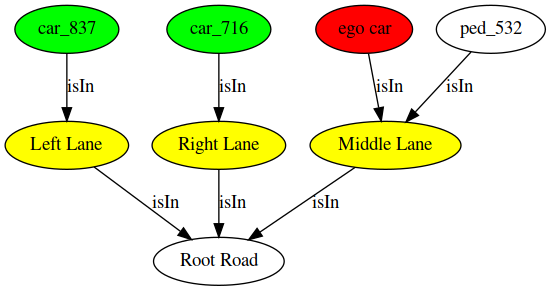 car_837
car_716
ego car
ped_532
isIn
isIn
isIn
isIn
Left Lane
Right Lane
Middle Lane
isIn
isIn
isIn
Root Road